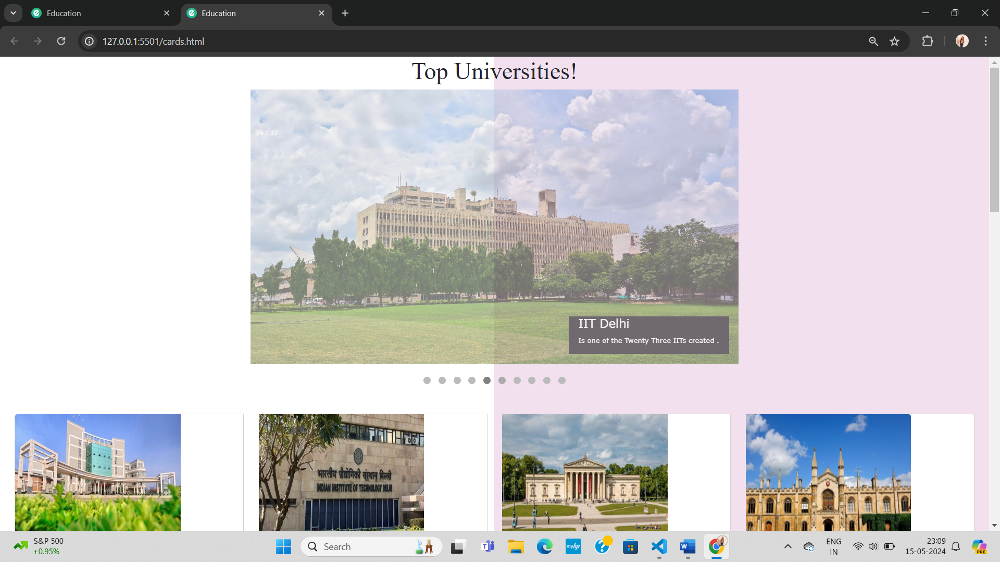 Education
Education
127.0.0.1:5501/cards.html
Top Universities!
06 / 10
IIT Delhi
Is one of the Twenty Three IITs created .
भारतीय प्रौद्योगिकी संस्थान दिल्ली
INDIAN INSTITUTE OF TECHNOLOGY DELHI
S&P 500
+0.95%
Search
myhp
PRE
ENG
IN
23:09
15-05-2024